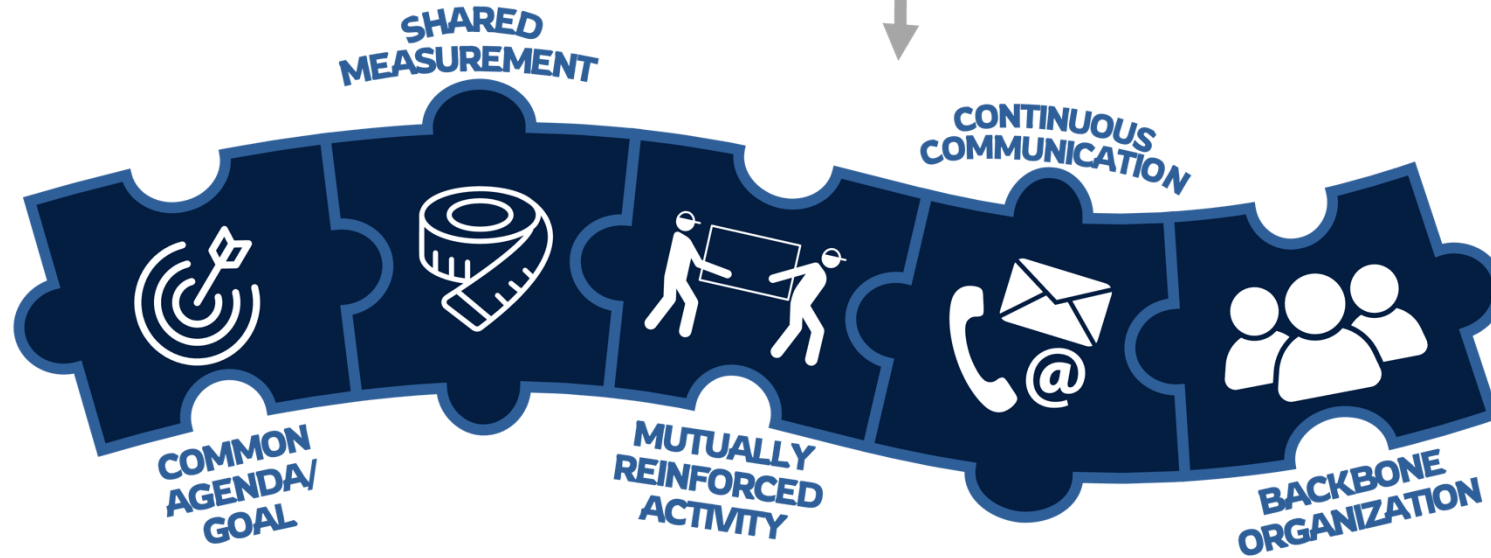 SHARED
MEASUREMENT
CONTINUOUS
COMMUNICATION
@
COMMON
AGENDA/
GOAL
MUTUALLY
REINFORCED
ACTIVITY
BACKBONE
ORGANIZATION